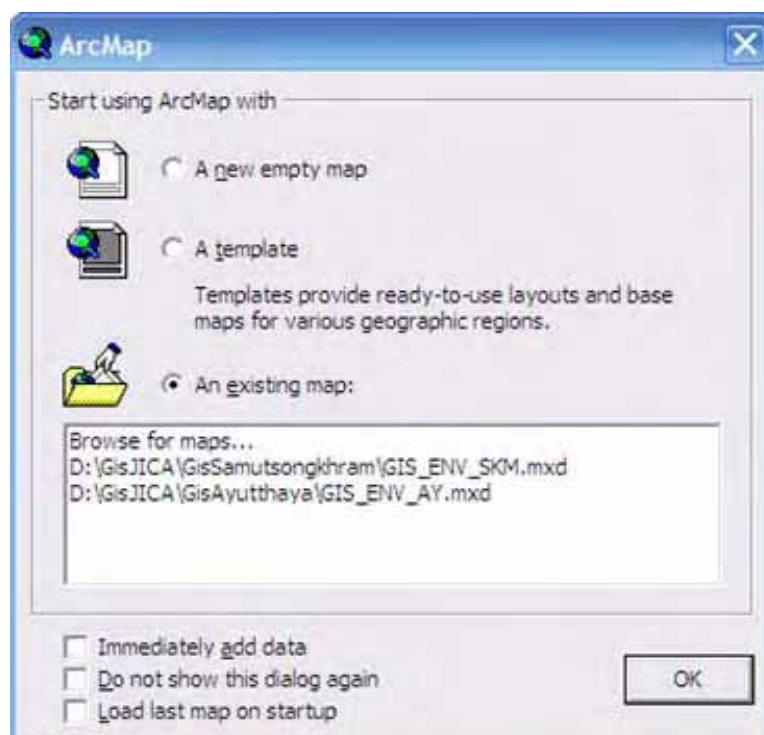 ArcMap
Start using ArcMap with
A new empty map
A template
Templates provide ready-to-use layouts and base
maps for various geographic regions.
An existing map:
Browse for maps...
D:\GisJICA\GisSamutsongkhram\GIS_ENV_SKM.mxd
D:\GisJICA\GisAyutthaya\GIS_ENV_AY.mxd
Immediately add data
Do not show this dialog again
OK
Load last map on startup